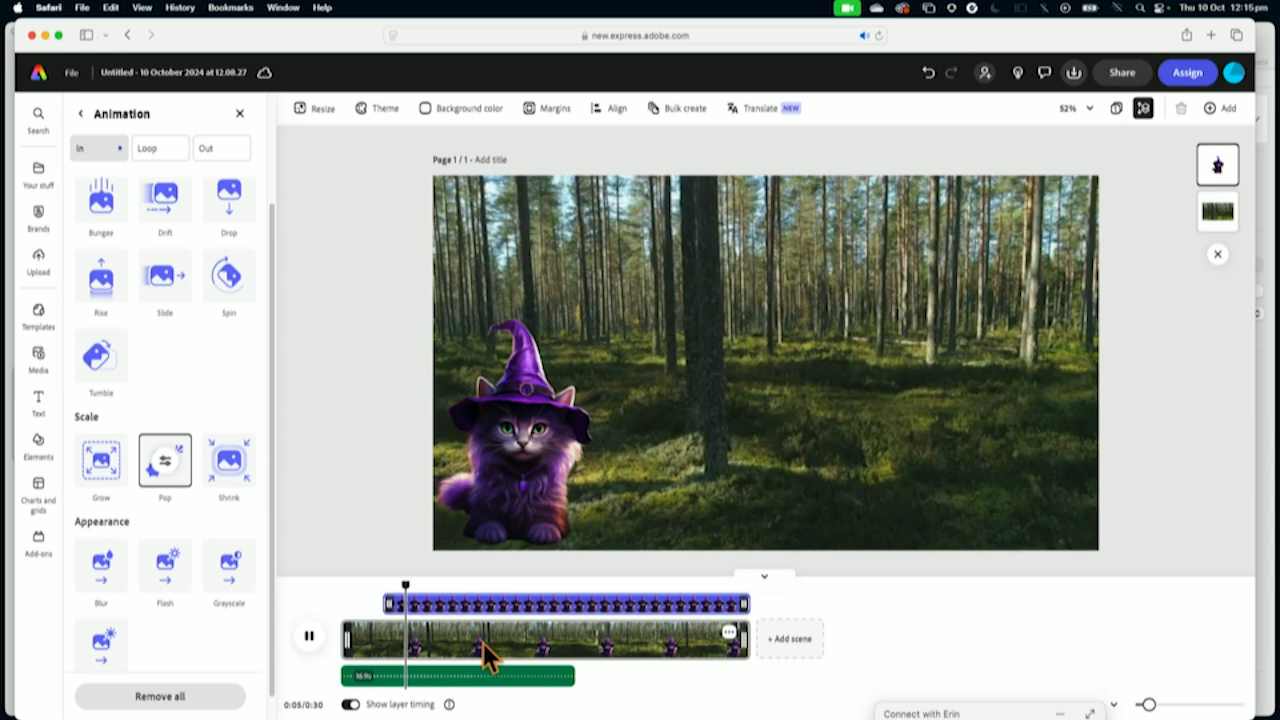 Safari File Edit View History Bookmarks Window Help Thu 10 Oct 12:15pm
new.express.adobe.com
File Untitled - 10 October 2024 at 12.08.27 Share Assign
Search
Your stuff
Brands
Upload
Templates
Media
Text
Elements
Charts and
grids
Add-ons
Animation
In Loop Out
Bungee Drift Drop
Rise Slide Spin
Tumble
Scale
Grow Pop Shrink
Appearance
Blur Flash Grayscale
Remove all
Resize Theme Background color Margins Align Bulk create Translate NEW 52% Add
Page 1 / 1 - Add title
+ Add scene
16.9s
0:05/0:30 Show layer timing
Connect with Erin